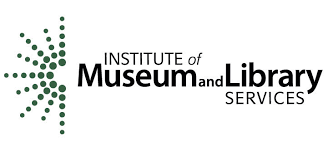 INSTITUTE of
Museum and Library
SERVICES